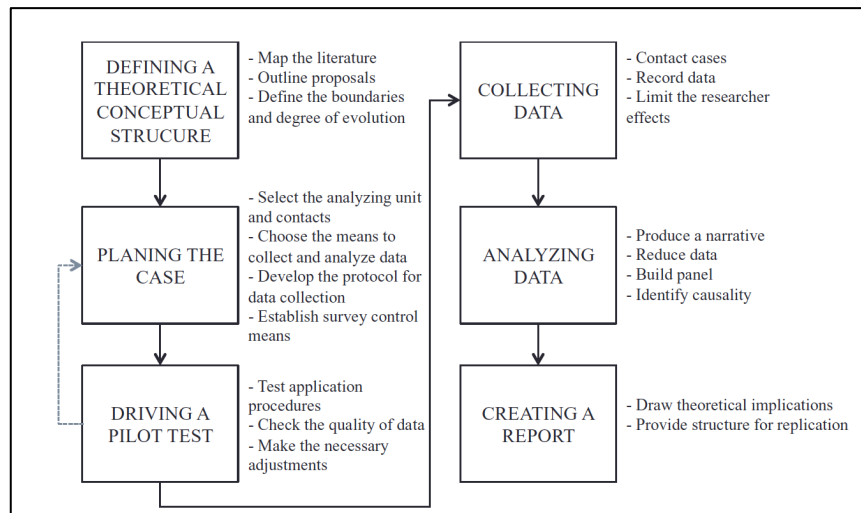 DEFINING A
THEORETICAL
CONCEPTUAL
STRUCURE
- Map the literature
- Outline proposals
- Define the boundaries
and degree of evolution
PLANING THE
CASE
- Select the analyzing unit
and contacts
- Choose the means to
collect and analyze data
- Develop the protocol for
data collection
- Establish survey control
means
DRIVING A
PILOT TEST
- Test application
procedures
- Check the quality of data
- Make the necessary
adjustments
COLLECTING
DATA
- Contact cases
- Record data
- Limit the researcher
effects
ANALYZING
DATA
- Produce a narrative
- Reduce data
- Build panel
- Identify causality
CREATING A
REPORT
- Draw theoretical implications
- Provide structure for replication